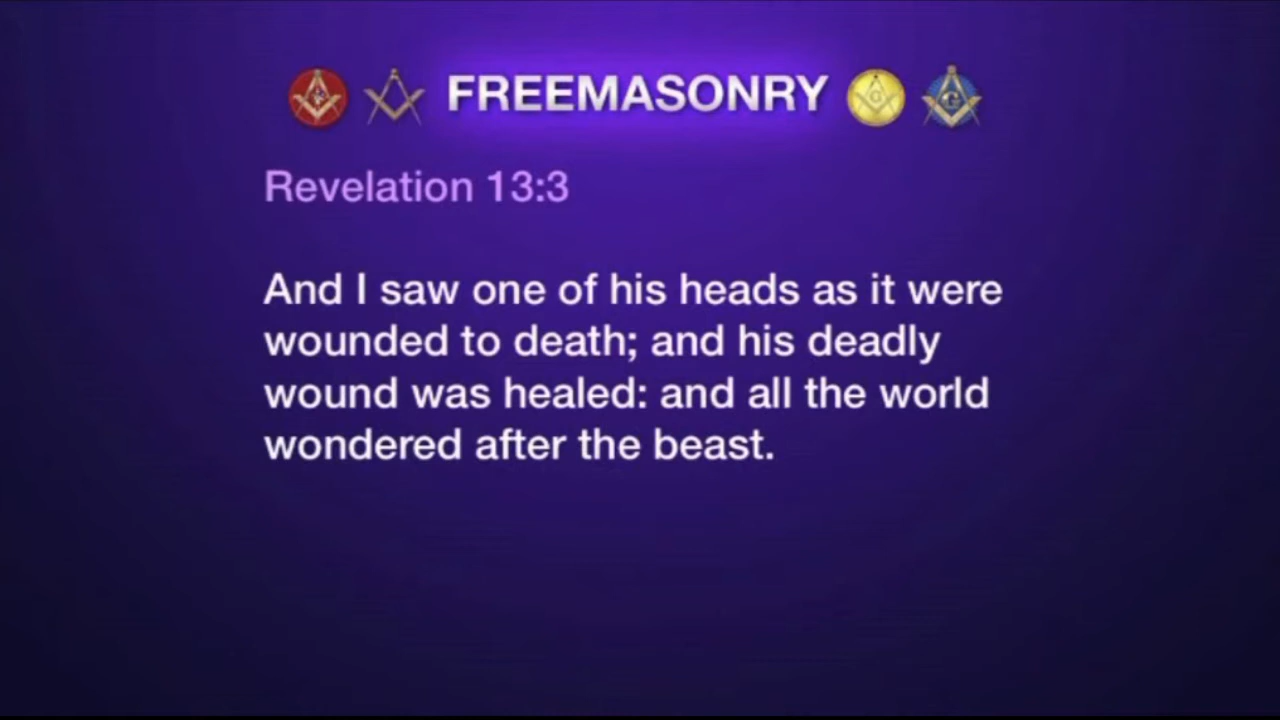 FREEMASONRY
Revelation 13:3
And I saw one of his heads as it were
wounded to death; and his deadly
wound was healed: and all the world
wondered after the beast.